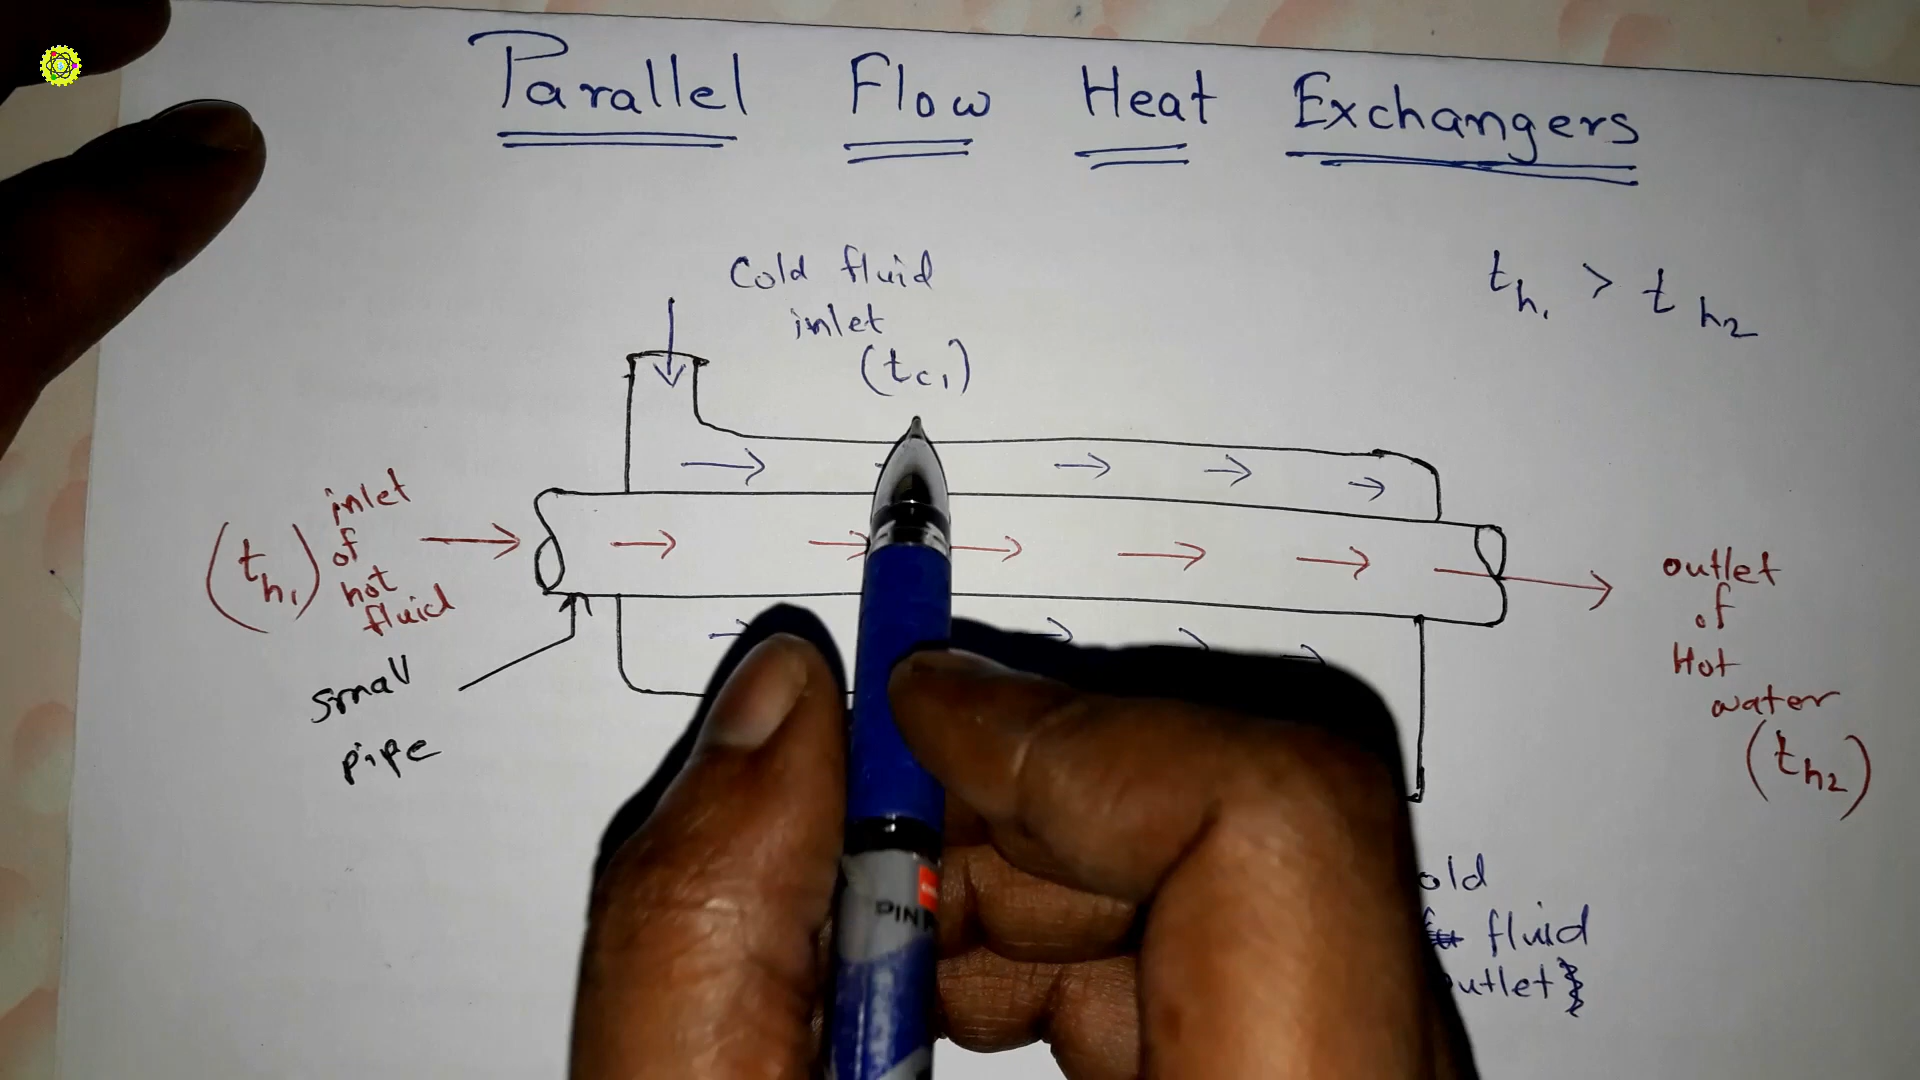 Parallel Flow Heat Exchangers
Cold fluid
inlet
(tc1)
th1 > th2
(th1)
inlet
of
hot
fluid
small
pipe
outlet
of
Hot
water
(th2)
old
fluid
utlet}